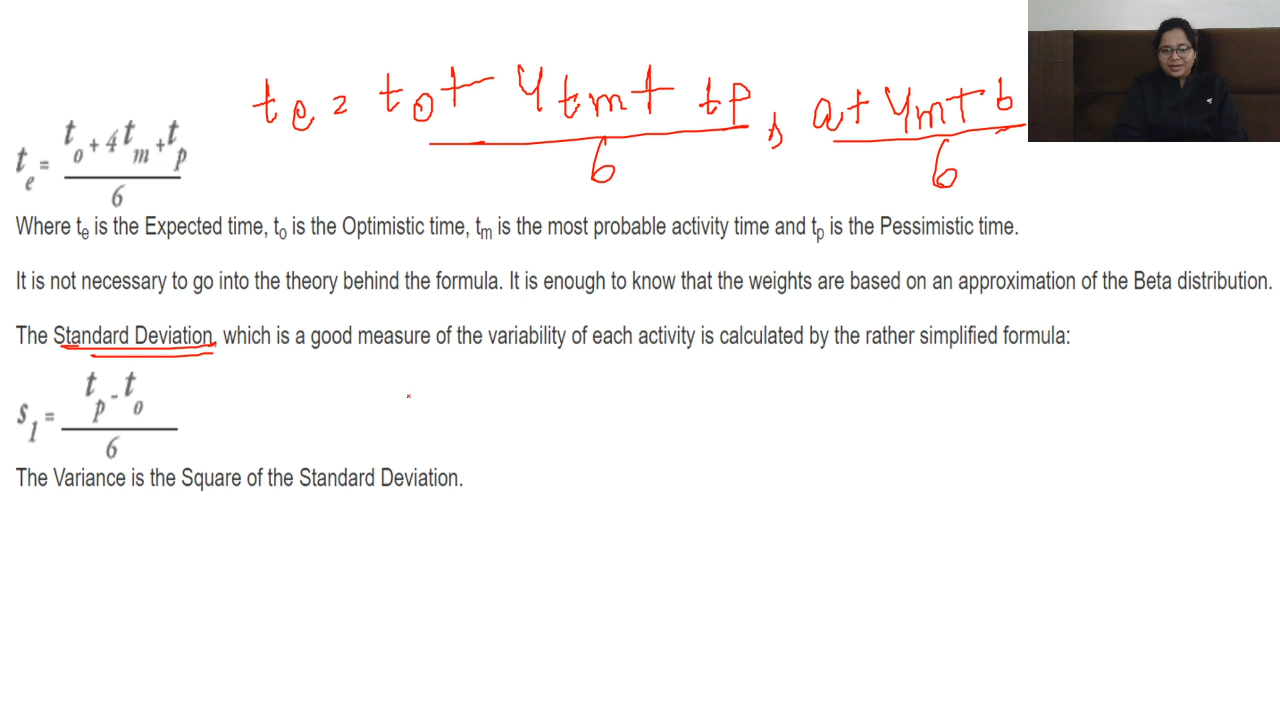 te = to + 4tm + tp / 6 , a + 4m + b / 6
te = to + 4tm + tp / 6
Where te is the Expected time, to is the Optimistic time, tm is the most probable activity time and tp is the Pessimistic time.
It is not necessary to go into the theory behind the formula. It is enough to know that the weights are based on an approximation of the Beta distribution.
The Standard Deviation, which is a good measure of the variability of each activity is calculated by the rather simplified formula:
s1 = tp - to / 6
The Variance is the Square of the Standard Deviation.